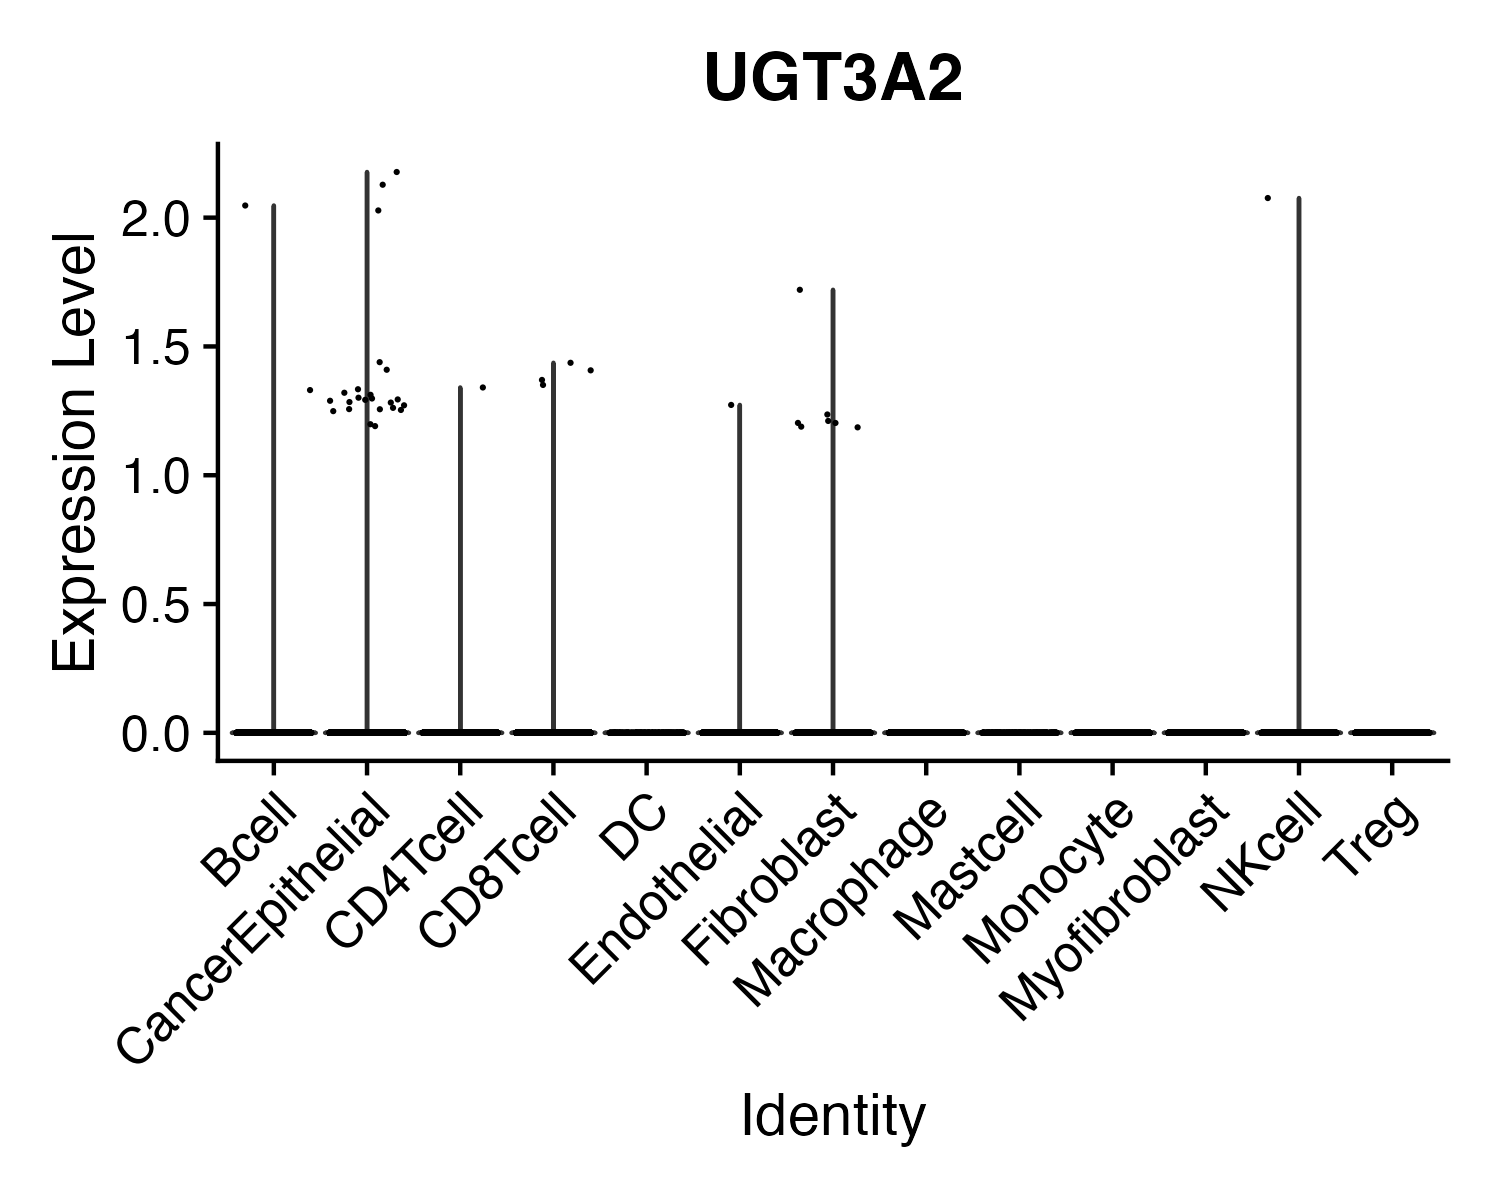 UGT3A2
Expression Level
2.0
1.5
1.0
0.5
0.0
Bcell
CancerEpithelial
CD4Tcell
CD8Tcell
DC
Endothelial
Fibroblast
Macrophage
Mastcell
Monocyte
Myofibroblast
NKcell
Treg
Identity